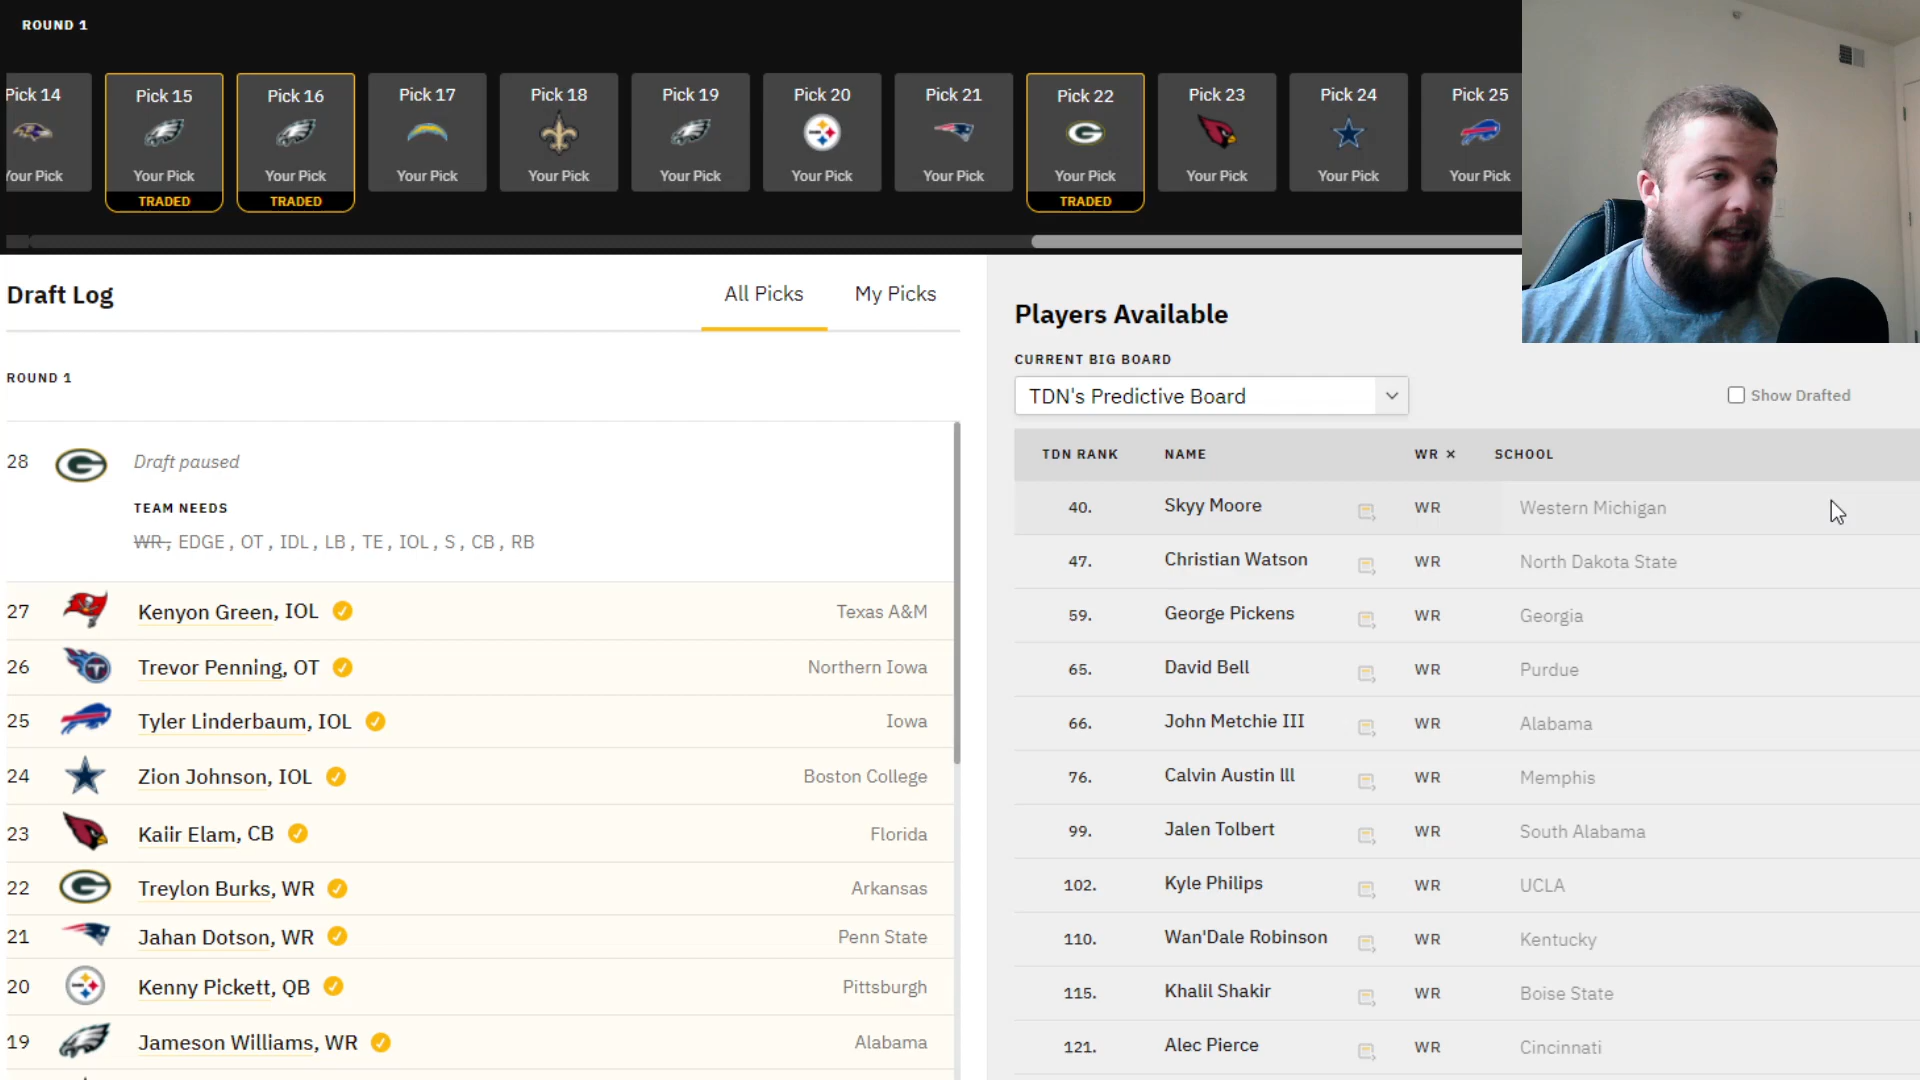 ROUND 1
Pick 14
Your Pick
Pick 15
Your Pick
TRADED
Pick 16
Your Pick
TRADED
Pick 17
Your Pick
Pick 18
Your Pick
Pick 19
Your Pick
Pick 20
Your Pick
Pick 21
Your Pick
Pick 22
Your Pick
TRADED
Pick 23
Your Pick
Pick 24
Your Pick
Pick 25
Your Pick
Draft Log
All Picks
My Picks
ROUND 1
28
Draft paused
TEAM NEEDS
WR, EDGE, OT, IDL, LB, TE, IOL, S, CB, RB
27 Kenyon Green, IOL Texas A&M
26 Trevor Penning, OT Northern Iowa
25 Tyler Linderbaum, IOL Iowa
24 Zion Johnson, IOL Boston College
23 Kaiir Elam, CB Florida
22 Treylon Burks, WR Arkansas
21 Jahan Dotson, WR Penn State
20 Kenny Pickett, QB Pittsburgh
19 Jameson Williams, WR Alabama
Players Available
CURRENT BIG BOARD
TDN's Predictive Board
Show Drafted
TDN RANK NAME WR × SCHOOL
40. Skyy Moore WR Western Michigan
47. Christian Watson WR North Dakota State
59. George Pickens WR Georgia
65. David Bell WR Purdue
66. John Metchie III WR Alabama
76. Calvin Austin lll WR Memphis
99. Jalen Tolbert WR South Alabama
102. Kyle Philips WR UCLA
110. Wan'Dale Robinson WR Kentucky
115. Khalil Shakir WR Boise State
121. Alec Pierce WR Cincinnati